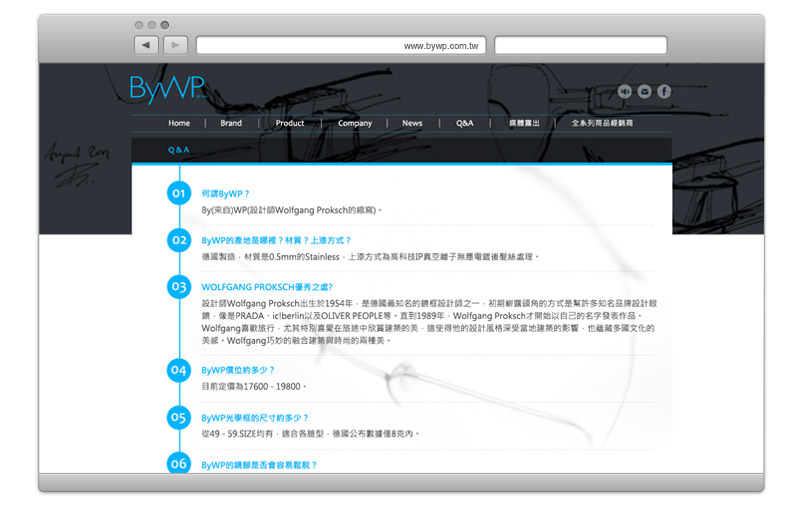 www.bywp.com.tw
ByWP
Home | Brand | Product | Company | News | Q&A | 媒體露出 | 全系列商品經銷商
Q&A
01 何謂ByWP？
By(來自)WP(設計師Wolfgang Proksch的縮寫)。
02 ByWP的產地是哪裡？材質？上漆方式？
德國製造，材質是0.5mm的Stainless，上漆方式為高科技IP真空離子無塵電鍍後髮絲處理。
03 WOLFGANG PROKSCH優秀之處?
設計師Wolfgang Proksch出生於1954年，是德國最知名的鏡框設計師之一，初期嶄露頭角的方式是幫許多知名品牌設計眼
鏡，像是PRADA、ic!berlin以及OLIVER PEOPLE等。直到1989年，Wolfgang Proksch才開始以自己的名字發表作品。
Wolfgang喜歡旅行，尤其特別喜愛在旅途中欣賞建築的美，這使得他的設計風格深受當地建築的影響，也蘊藏多國文化的
美感。Wolfgang巧妙的融合建築與時尚的兩種美。
04 ByWP價位約多少？
目前定價為17600 - 19800。
05 ByWP光學框的尺寸約多少？
從49 - 59.SIZE均有，適合各臉型，德國公布數據僅8克內。
06 ByWP的鏡腳是否會容易鬆脫？